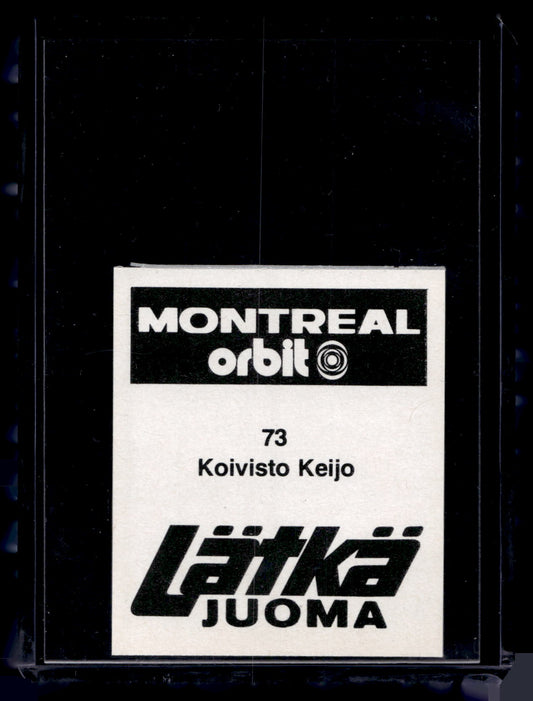 MONTREAL
orbit
73
Koivisto Keijo
Lätkä
JUOMA